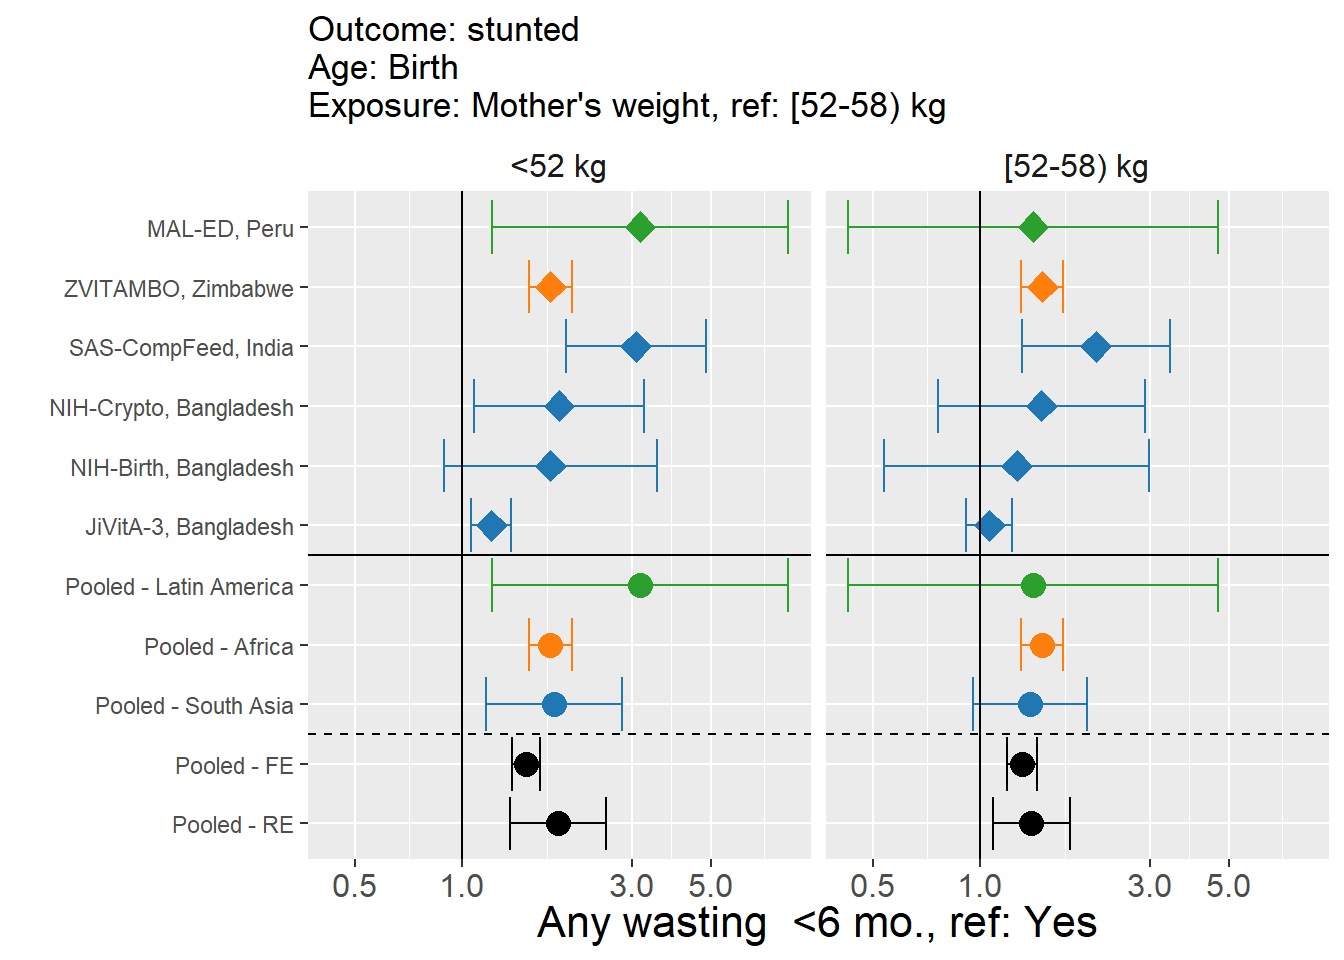 Outcome: stunted
Age: Birth
Exposure: Mother's weight, ref: [52-58) kg
<52 kg
[52-58) kg
MAL-ED, Peru
ZVITAMBO, Zimbabwe
SAS-CompFeed, India
NIH-Crypto, Bangladesh
NIH-Birth, Bangladesh
JiVitA-3, Bangladesh
Pooled - Latin America
Pooled - Africa
Pooled - South Asia
Pooled - FE
Pooled - RE
0.5 1.0 3.0 5.0
0.5 1.0 3.0 5.0
Any wasting  <6 mo., ref: Yes